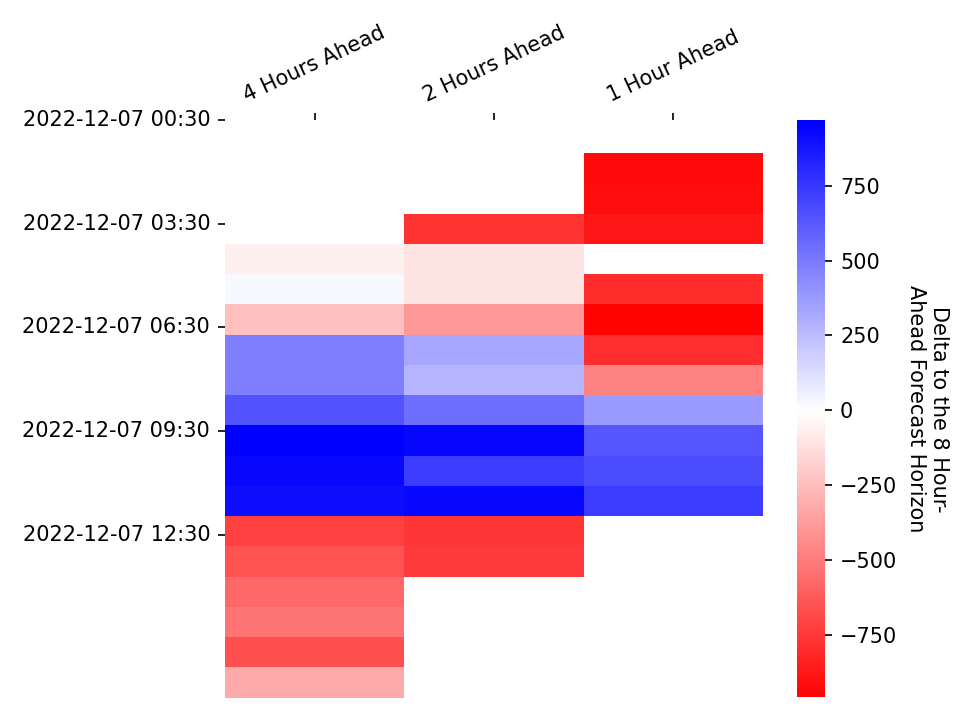 4 Hours Ahead
2 Hours Ahead
1 Hour Ahead
2022-12-07 00:30
2022-12-07 03:30
2022-12-07 06:30
2022-12-07 09:30
2022-12-07 12:30
750
500
250
0
−250
−500
−750
Delta to the 8 Hour-
Ahead Forecast Horizon